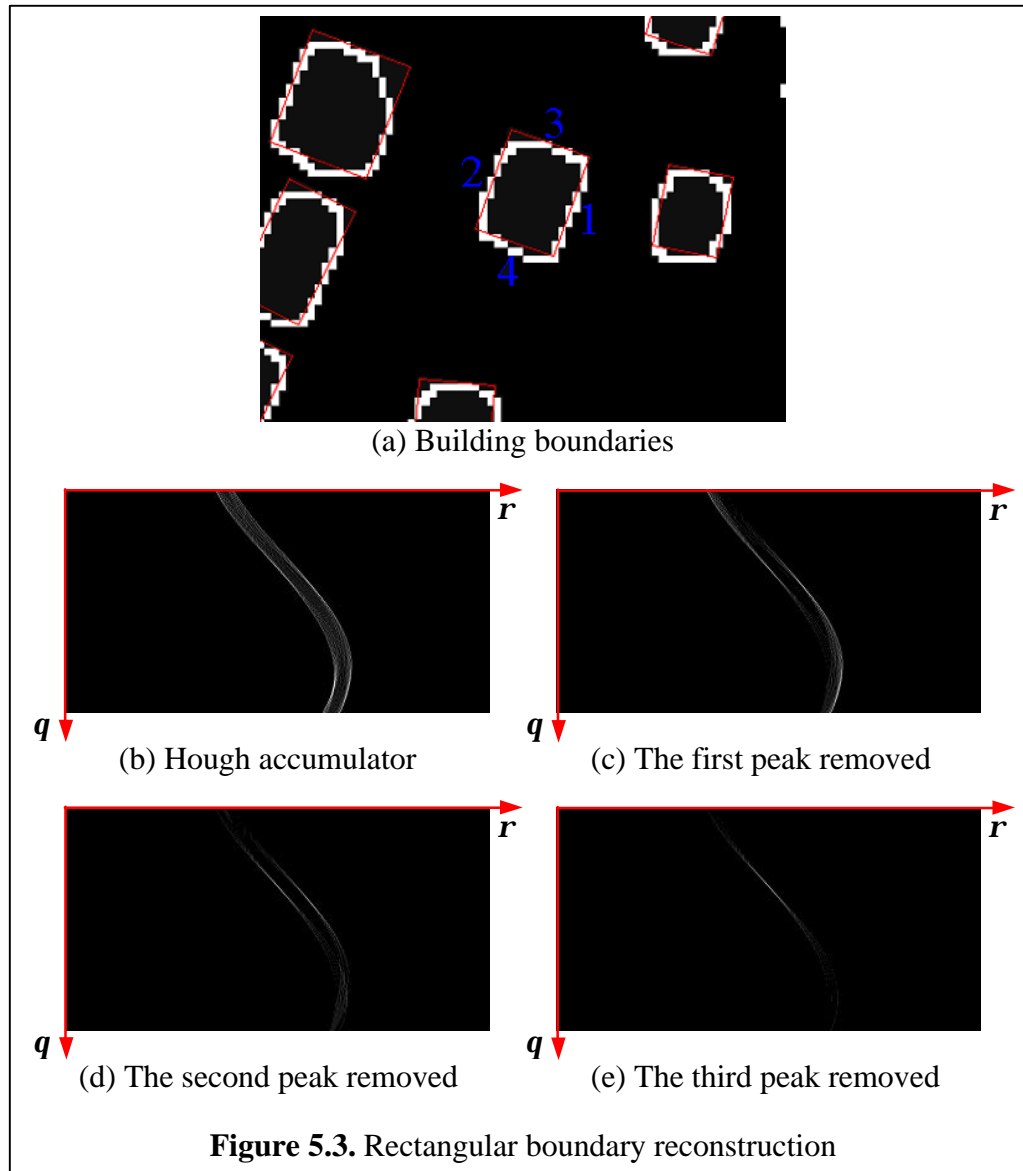 3
2
1
4
(a) Building boundaries
r r
q q
(b) Hough accumulator (c) The first peak removed
r r
q q
(d) The second peak removed (e) The third peak removed
Figure 5.3. Rectangular boundary reconstruction